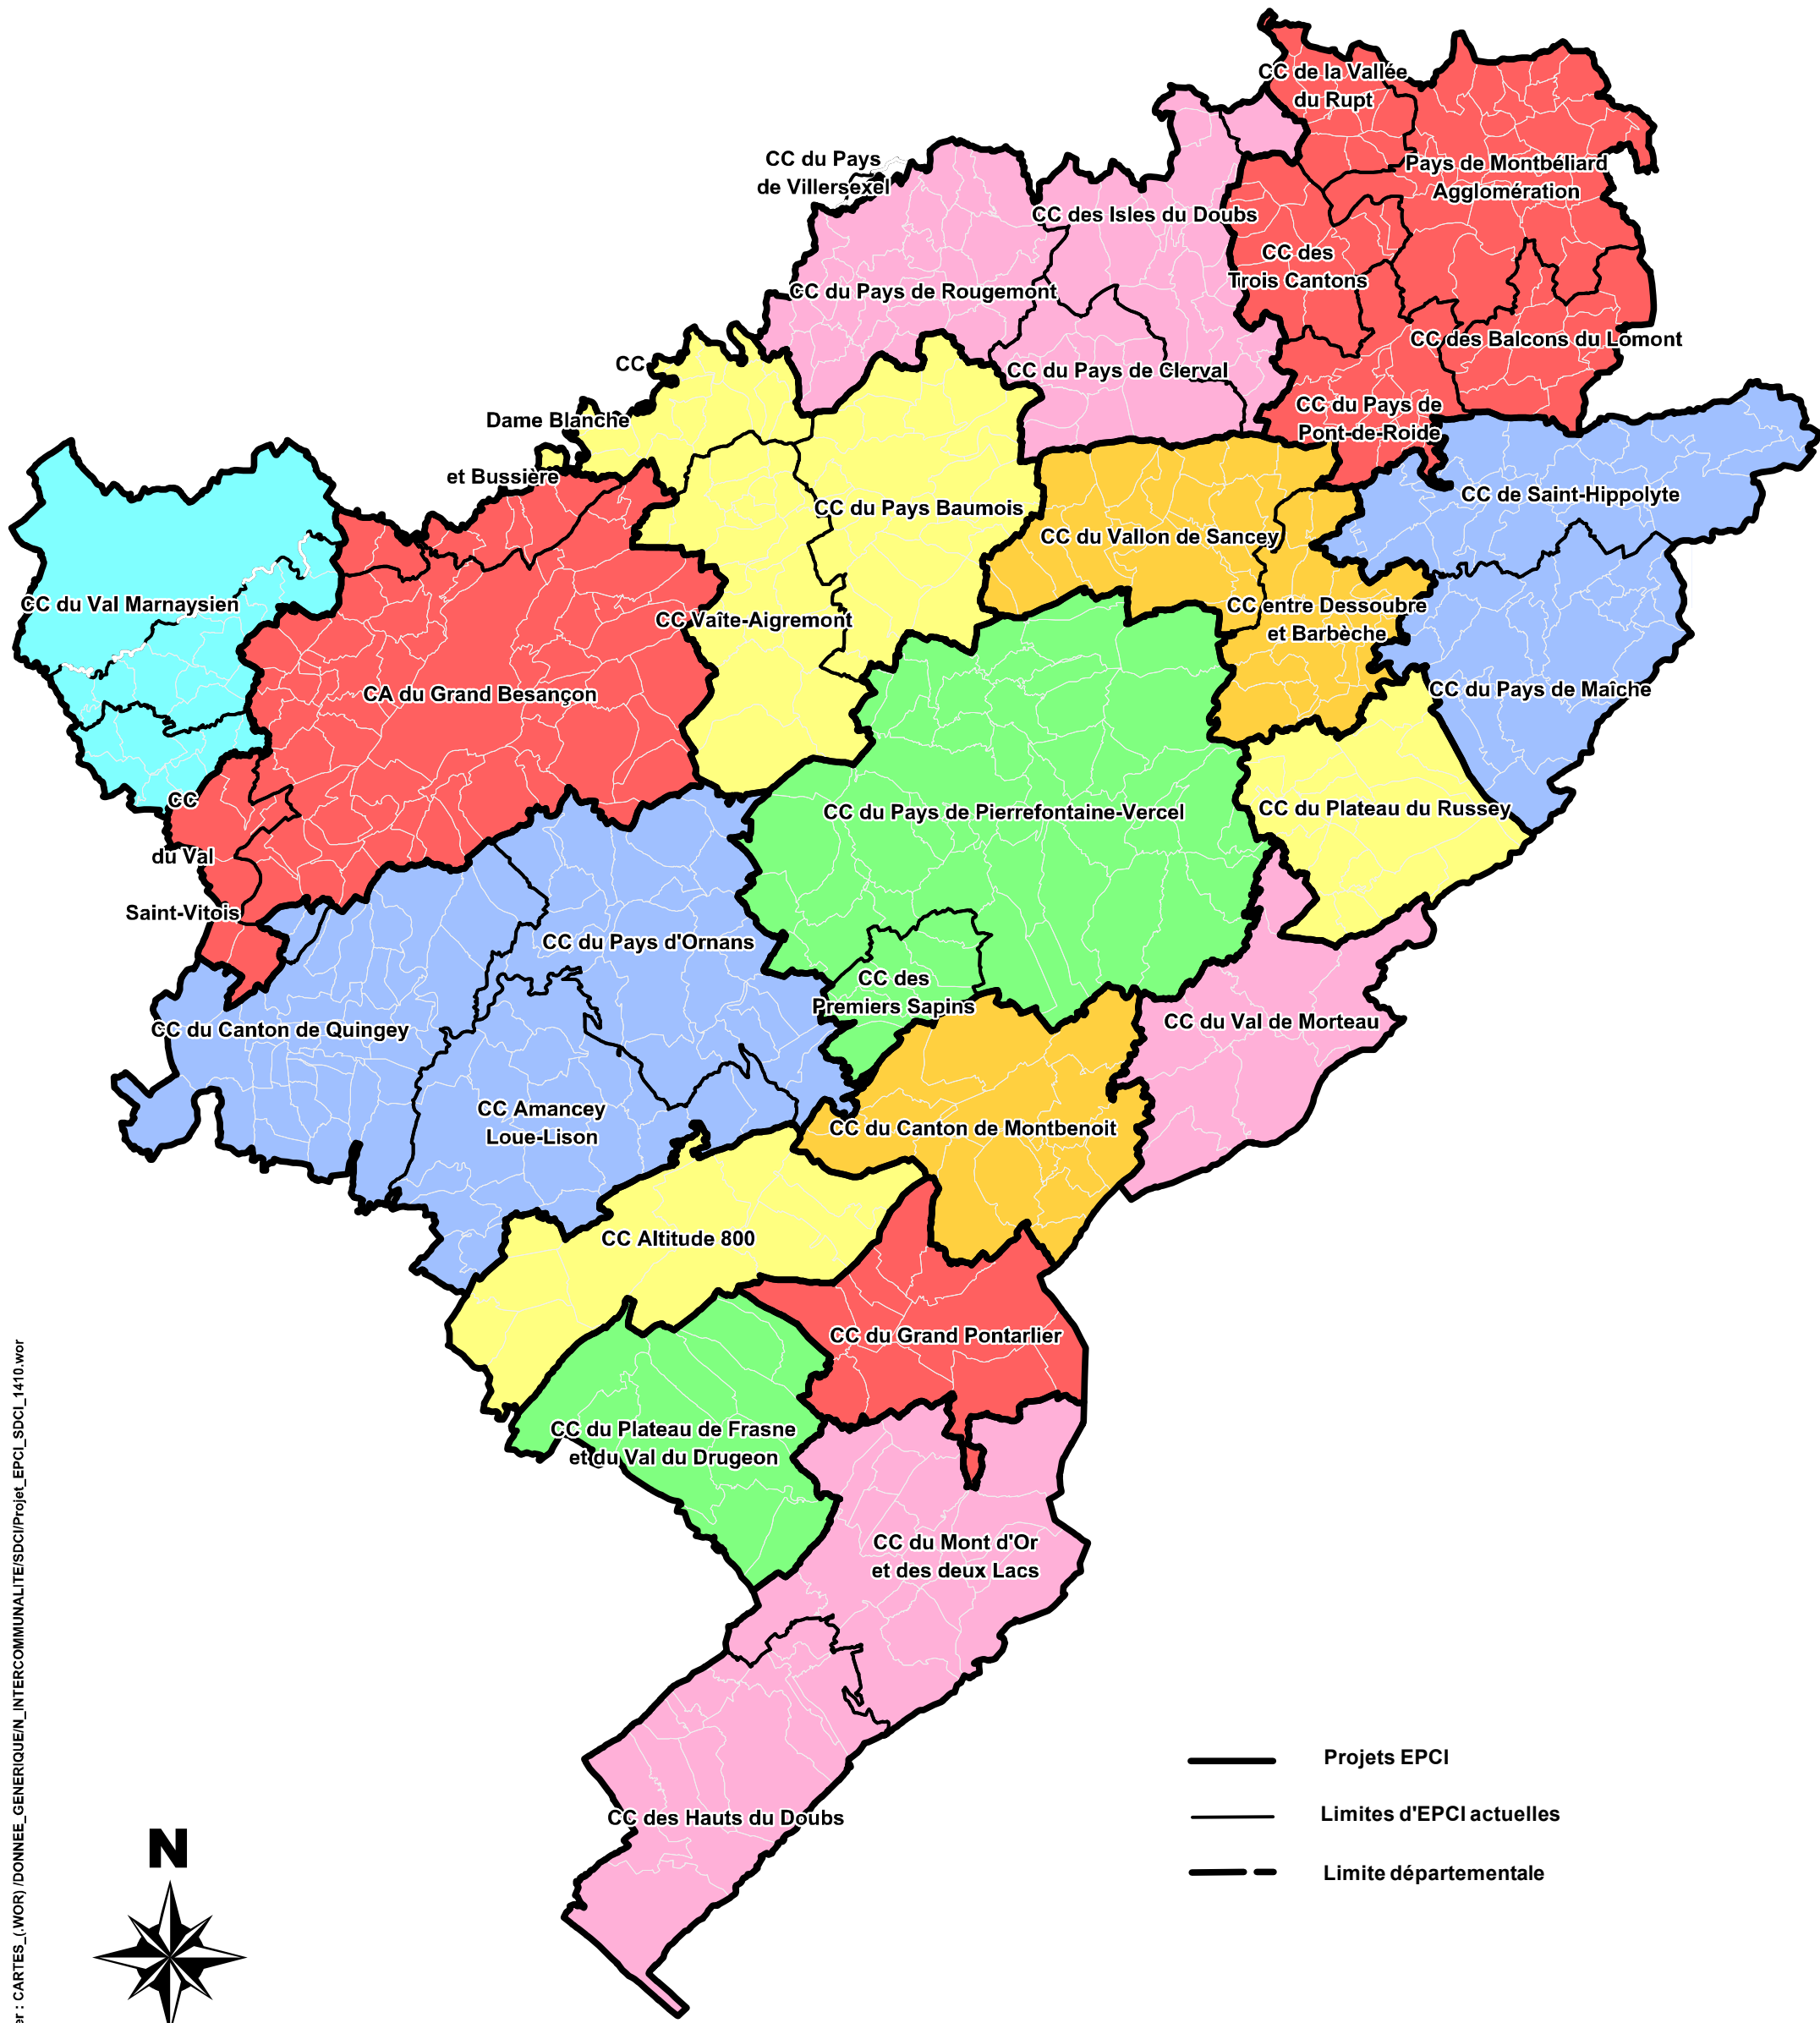 CC de la Vallée
du Rupt
Pays de Montbéliard
Agglomération
CC du Pays
de Villersexel
CC des Isles du Doubs
CC des
Trois Cantons
CC du Pays de Rougemont
CC des Balcons du Lomont
CC du Pays de Clerval
CC
Dame Blanche
et Bussière
CC du Pays de
Pont-de-Roide
CC de Saint-Hippolyte
CC du Pays Baumois
CC du Vallon de Sancey
CC du Val Marnaysien
CC Vaîte-Aigremont
CC entre Dessoubre
et Barbèche
CA du Grand Besançon
CC du Pays de Maîche
CC
du Val
Saint-Vitois
CC du Pays de Pierrefontaine-Vercel
CC du Plateau du Russey
CC du Pays d'Ornans
CC des
Premiers Sapins
CC du Canton de Quingey
CC du Val de Morteau
CC Amancey
Loue-Lison
CC du Canton de Montbenoit
CC Altitude 800
CC du Grand Pontarlier
CC du Plateau de Frasne
et du Val du Drugeon
CC du Mont d'Or
et des deux Lacs
CC des Hauts du Doubs
Projets EPCI
Limites d'EPCI actuelles
Limite départementale
N
er : CARTES_(.WOR) /DONNEE_GENERIQUE/N_INTERCOMMUNALITE/SDCI/Projet_EPCI_SDCI_1410.wor